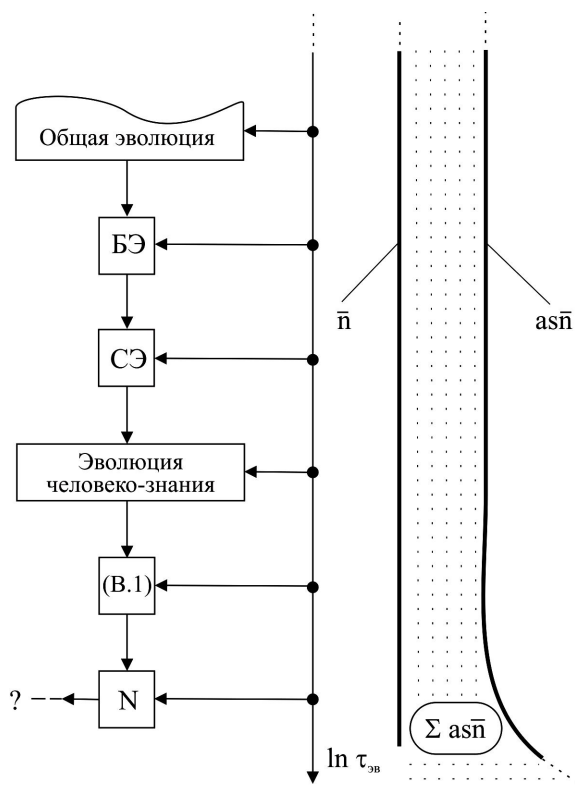 Общая эволюция
БЭ
n̅
asn̅
СЭ
Эволюция
человеко-знания
(В.1)
? N
Σ asn̅
ln τэв